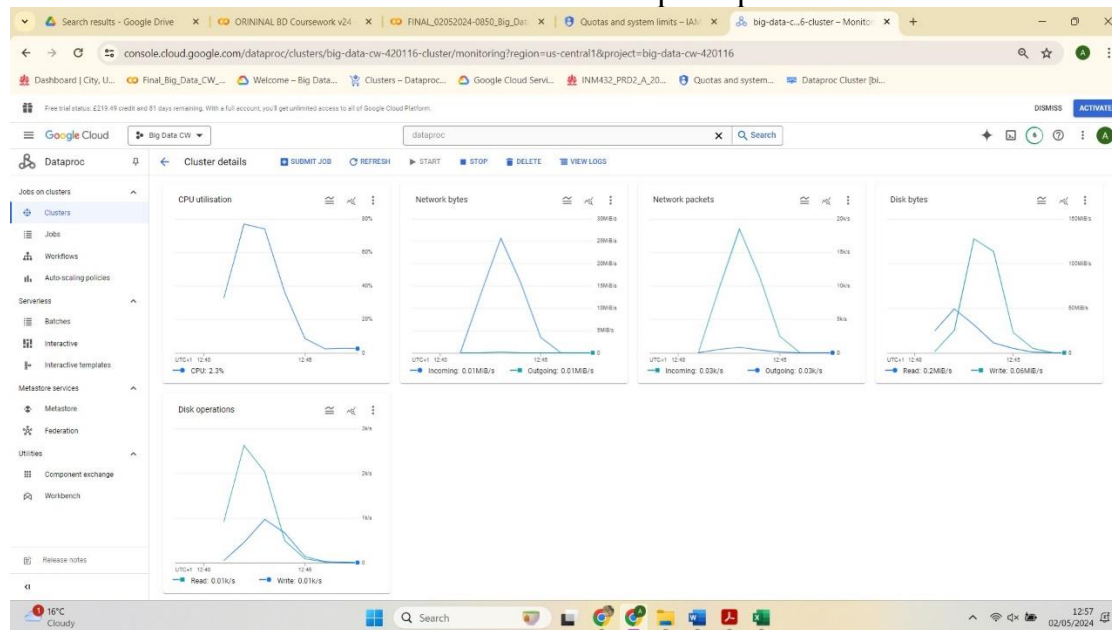 Search results - Google Drive
ORININAL BD Coursework v24
FINAL_02052024-0850_Big_Dat
Quotas and system limits – IAM
big-data-c...6-cluster – Monitor
console.cloud.google.com/dataproc/clusters/big-data-cw-420116-cluster/monitoring?region=us-central1&project=big-data-cw-420116
Dashboard | City, U... Final_Big_Data_CW_... Welcome – Big Data... Clusters – Dataproc... Google Cloud Servi... INM432_PRD2_A_20... Quotas and system... Dataproc Cluster [bi...
Free trial status: £219.49 credit and 81 days remaining. With a full account, you'll get unlimited access to all of Google Cloud Platform.
DISMISS ACTIVATE
Google Cloud Big Data CW dataproc Search
Dataproc
Cluster details SUBMIT JOB REFRESH START STOP DELETE VIEW LOGS
Jobs on clusters
Clusters
Jobs
Workflows
Auto-scaling policies
Serverless
Batches
Interactive
Interactive templates
Metastore services
Metastore
Federation
Utilities
Component exchange
Workbench
Release notes
CPU utilisation
80%
60%
40%
20%
0
UTC+1 12:40 12:45
CPU: 2.3%
Network bytes
30MiB/s
25MiB/s
20MiB/s
15MiB/s
10MiB/s
5MiB/s
0
UTC+1 12:40 12:45
Incoming: 0.01MiB/s Outgoing: 0.01MiB/s
Network packets
20k/s
15k/s
10k/s
5k/s
0
UTC+1 12:40 12:45
Incoming: 0.03k/s Outgoing: 0.03k/s
Disk bytes
150MiB/s
100MiB/s
50MiB/s
0
UTC+1 12:40 12:45
Read: 0.2MiB/s Write: 0.06MiB/s
Disk operations
3k/s
2k/s
1k/s
0
UTC+1 12:40 12:45
Read: 0.01k/s Write: 0.01k/s
16°C
Cloudy
Search
12:57
02/05/2024